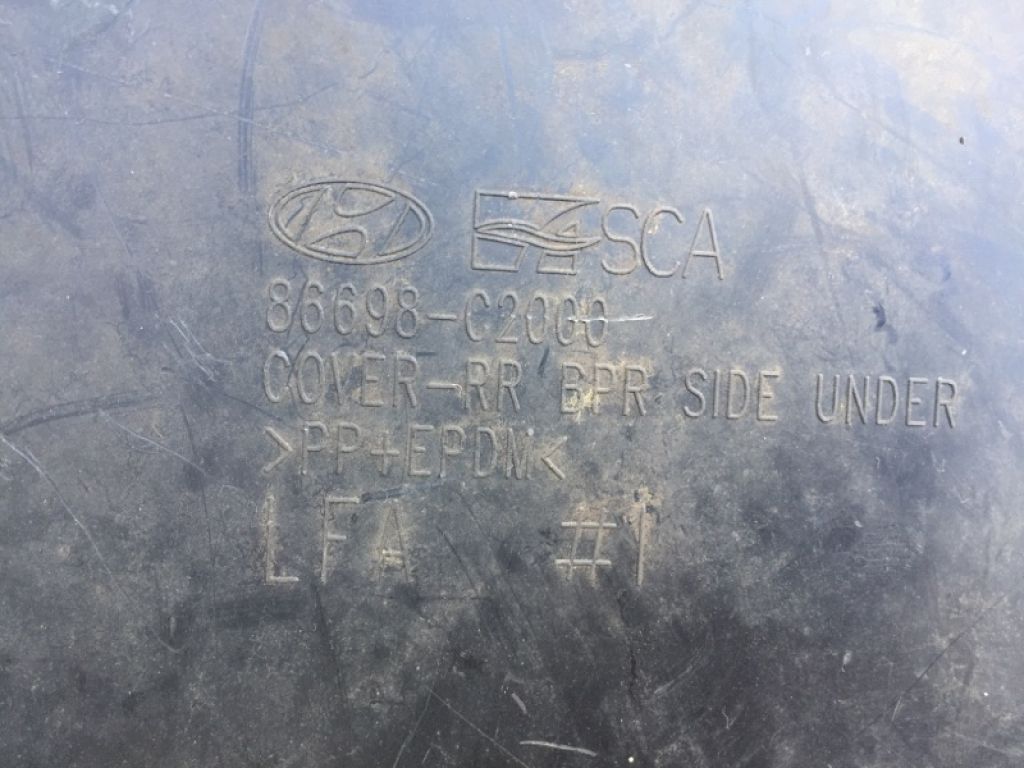 SCA
86698-C2000
COVER-RR BPR SIDE UNDER
>PP+EPDM<
LFA #1